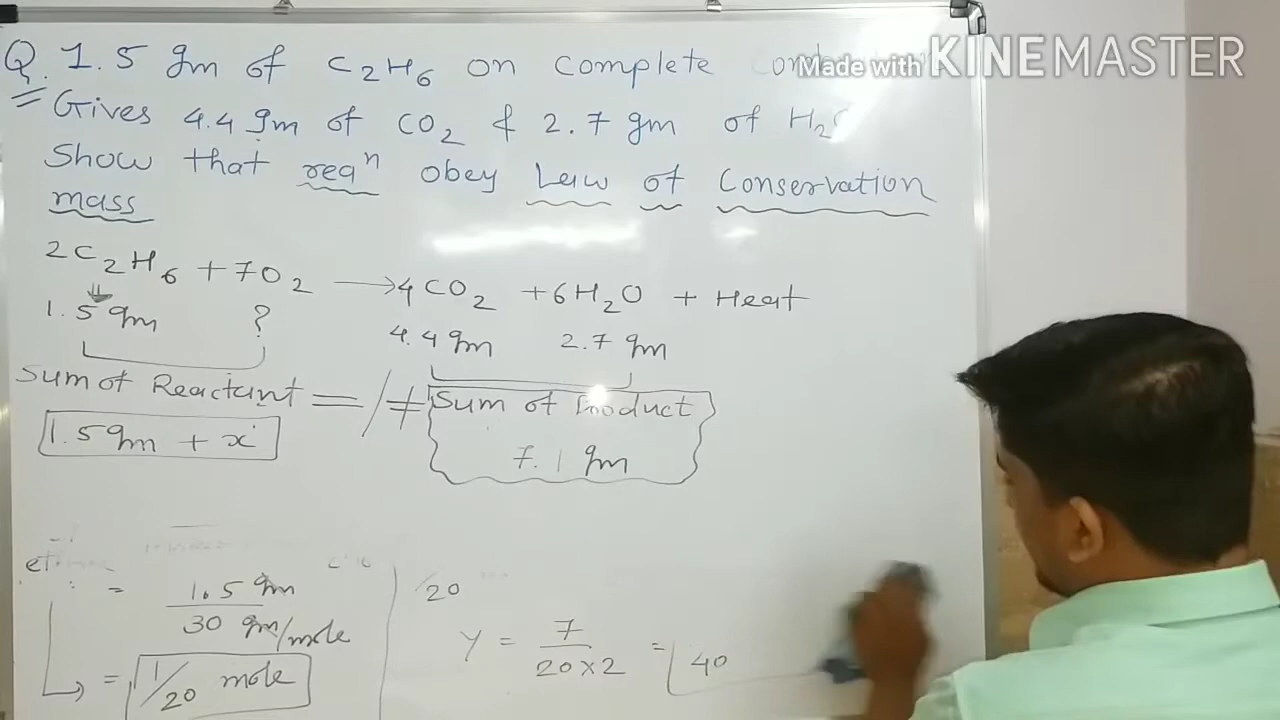 Q. 1.5 gm of C2H6 on complete
Made with KINEMASTER
Gives 4.4 gm of CO2 & 2.7 gm of H2O
Show that reqn obey Law of Conservation
mass
2C2H6 + 7O2 → 4CO2 + 6H2O + Heat
1.5 gm ? 4.4 gm 2.7 gm
Sum of Reactant = / ≠ Sum of Product
1.5 gm + x 7.1 gm
= 1.5 gm / 30 gm/mole
/20
= 1/20 mole
Y = 7 / 20×2 = 40